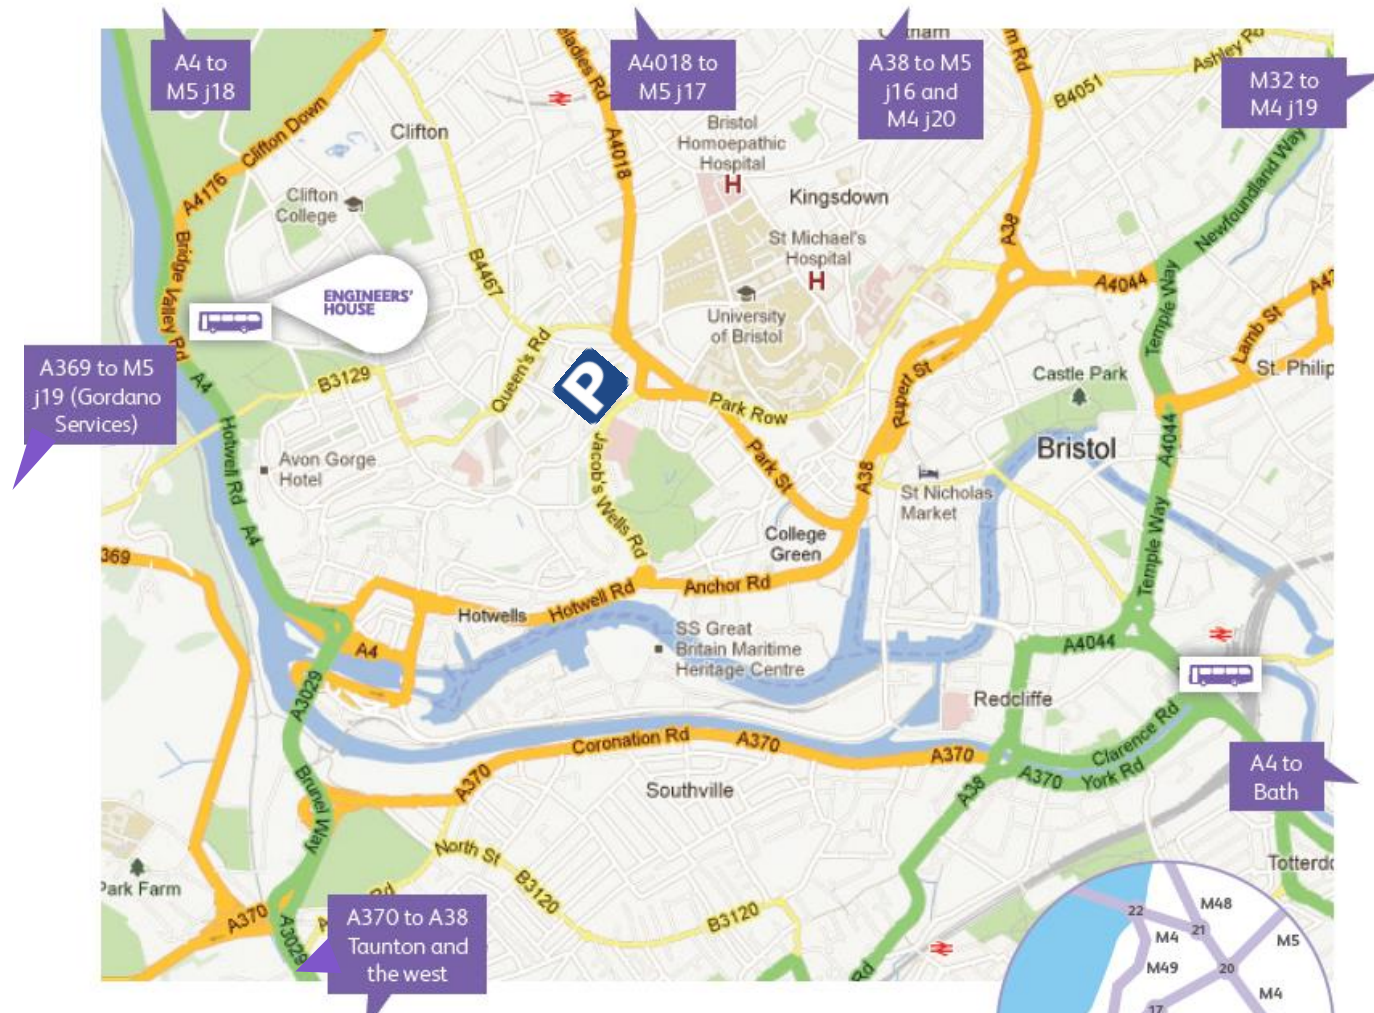 A4 to
M5 j18
A4018 to
M5 j17
A38 to M5
j16 and
M4 j20
M32 to
M4 j19
A369 to M5
j19 (Gordano
Services)
A370 to A38
Taunton and
the west
A4 to
Bath
ENGINEERS'
HOUSE
P
Clifton Down
A4176
Bridge Valley Rd
Clifton
Clifton
College
B4467
A4018
Bristol
Homoepathic
Hospital
H
Kingsdown
St Michael's
Hospital
H
University
of Bristol
B4051
Ashley Rd
A38
A4044
Newfoundland Way
Temple Way
Lamb St
Castle Park
Rupert St
Queen's Rd
B3129
Park Row
Park St
A38
Bristol
A4044
Temple Way
A4
Hotwell Rd
A4
Avon Gorge
Hotel
Jacob's Wells Rd
St Nicholas
Market
College
Green
369
Hotwells
Hotwell Rd
Anchor Rd
A4
SS Great
Britain Maritime
Heritage Centre
A4044
Redcliffe
A3029
Coronation Rd
A370
A370
Clarence Rd
A370
York Rd
A38
A370
Southville
Brunel Way
North St
B3120
B3120
Park Farm
A370
A3029
Rd
Rd
22
M48
21
M4
M5
M49
20
M4
17